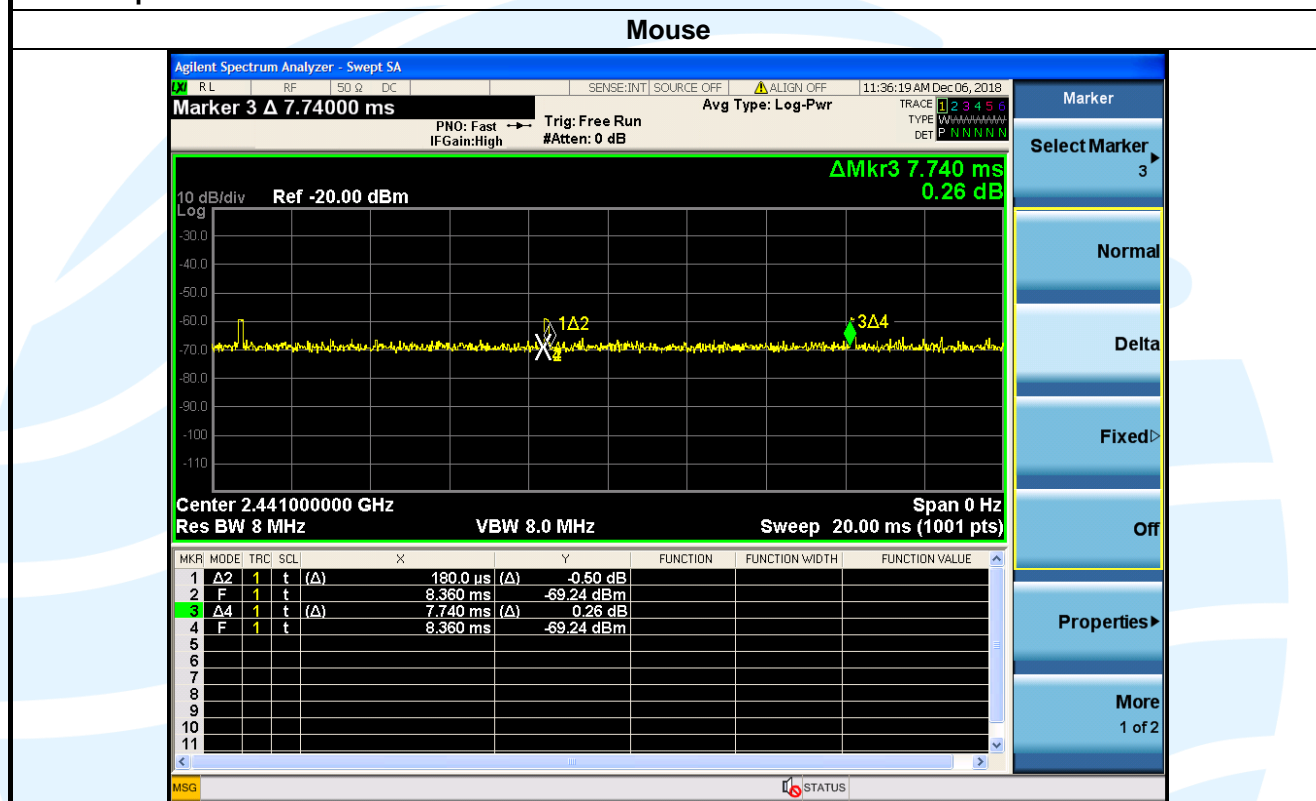 Mouse
Agilent Spectrum Analyzer - Swept SA
LXI RL RF 50 Ω DC SENSE:INT SOURCE OFF ALIGN OFF 11:36:19 AM Dec 06, 2018
Marker 3 Δ 7.74000 ms
PNO: Fast
IFGain:High
Trig: Free Run
#Atten: 0 dB
Avg Type: Log-Pwr
TRACE 1 2 3 4 5 6
TYPE
DET P N N N N N
ΔMkr3 7.740 ms
0.26 dB
10 dB/div Ref -20.00 dBm
Log
-30.0
-40.0
-50.0
-60.0
-70.0
-80.0
-90.0
-100
-110
1Δ2
3Δ4
4
Center 2.441000000 GHz Span 0 Hz
Res BW 8 MHz VBW 8.0 MHz Sweep 20.00 ms (1001 pts)
MKR MODE TRC SCL X Y FUNCTION FUNCTION WIDTH FUNCTION VALUE
1 Δ2 1 t (Δ) 180.0 µs (Δ) -0.50 dB
2 F 1 t 8.360 ms -69.24 dBm
3 Δ4 1 t (Δ) 7.740 ms (Δ) 0.26 dB
4 F 1 t 8.360 ms -69.24 dBm
5
6
7
8
9
10
11
MSG STATUS
Marker
Select Marker
3
Normal
Delta
Fixed
Off
Properties
More
1 of 2